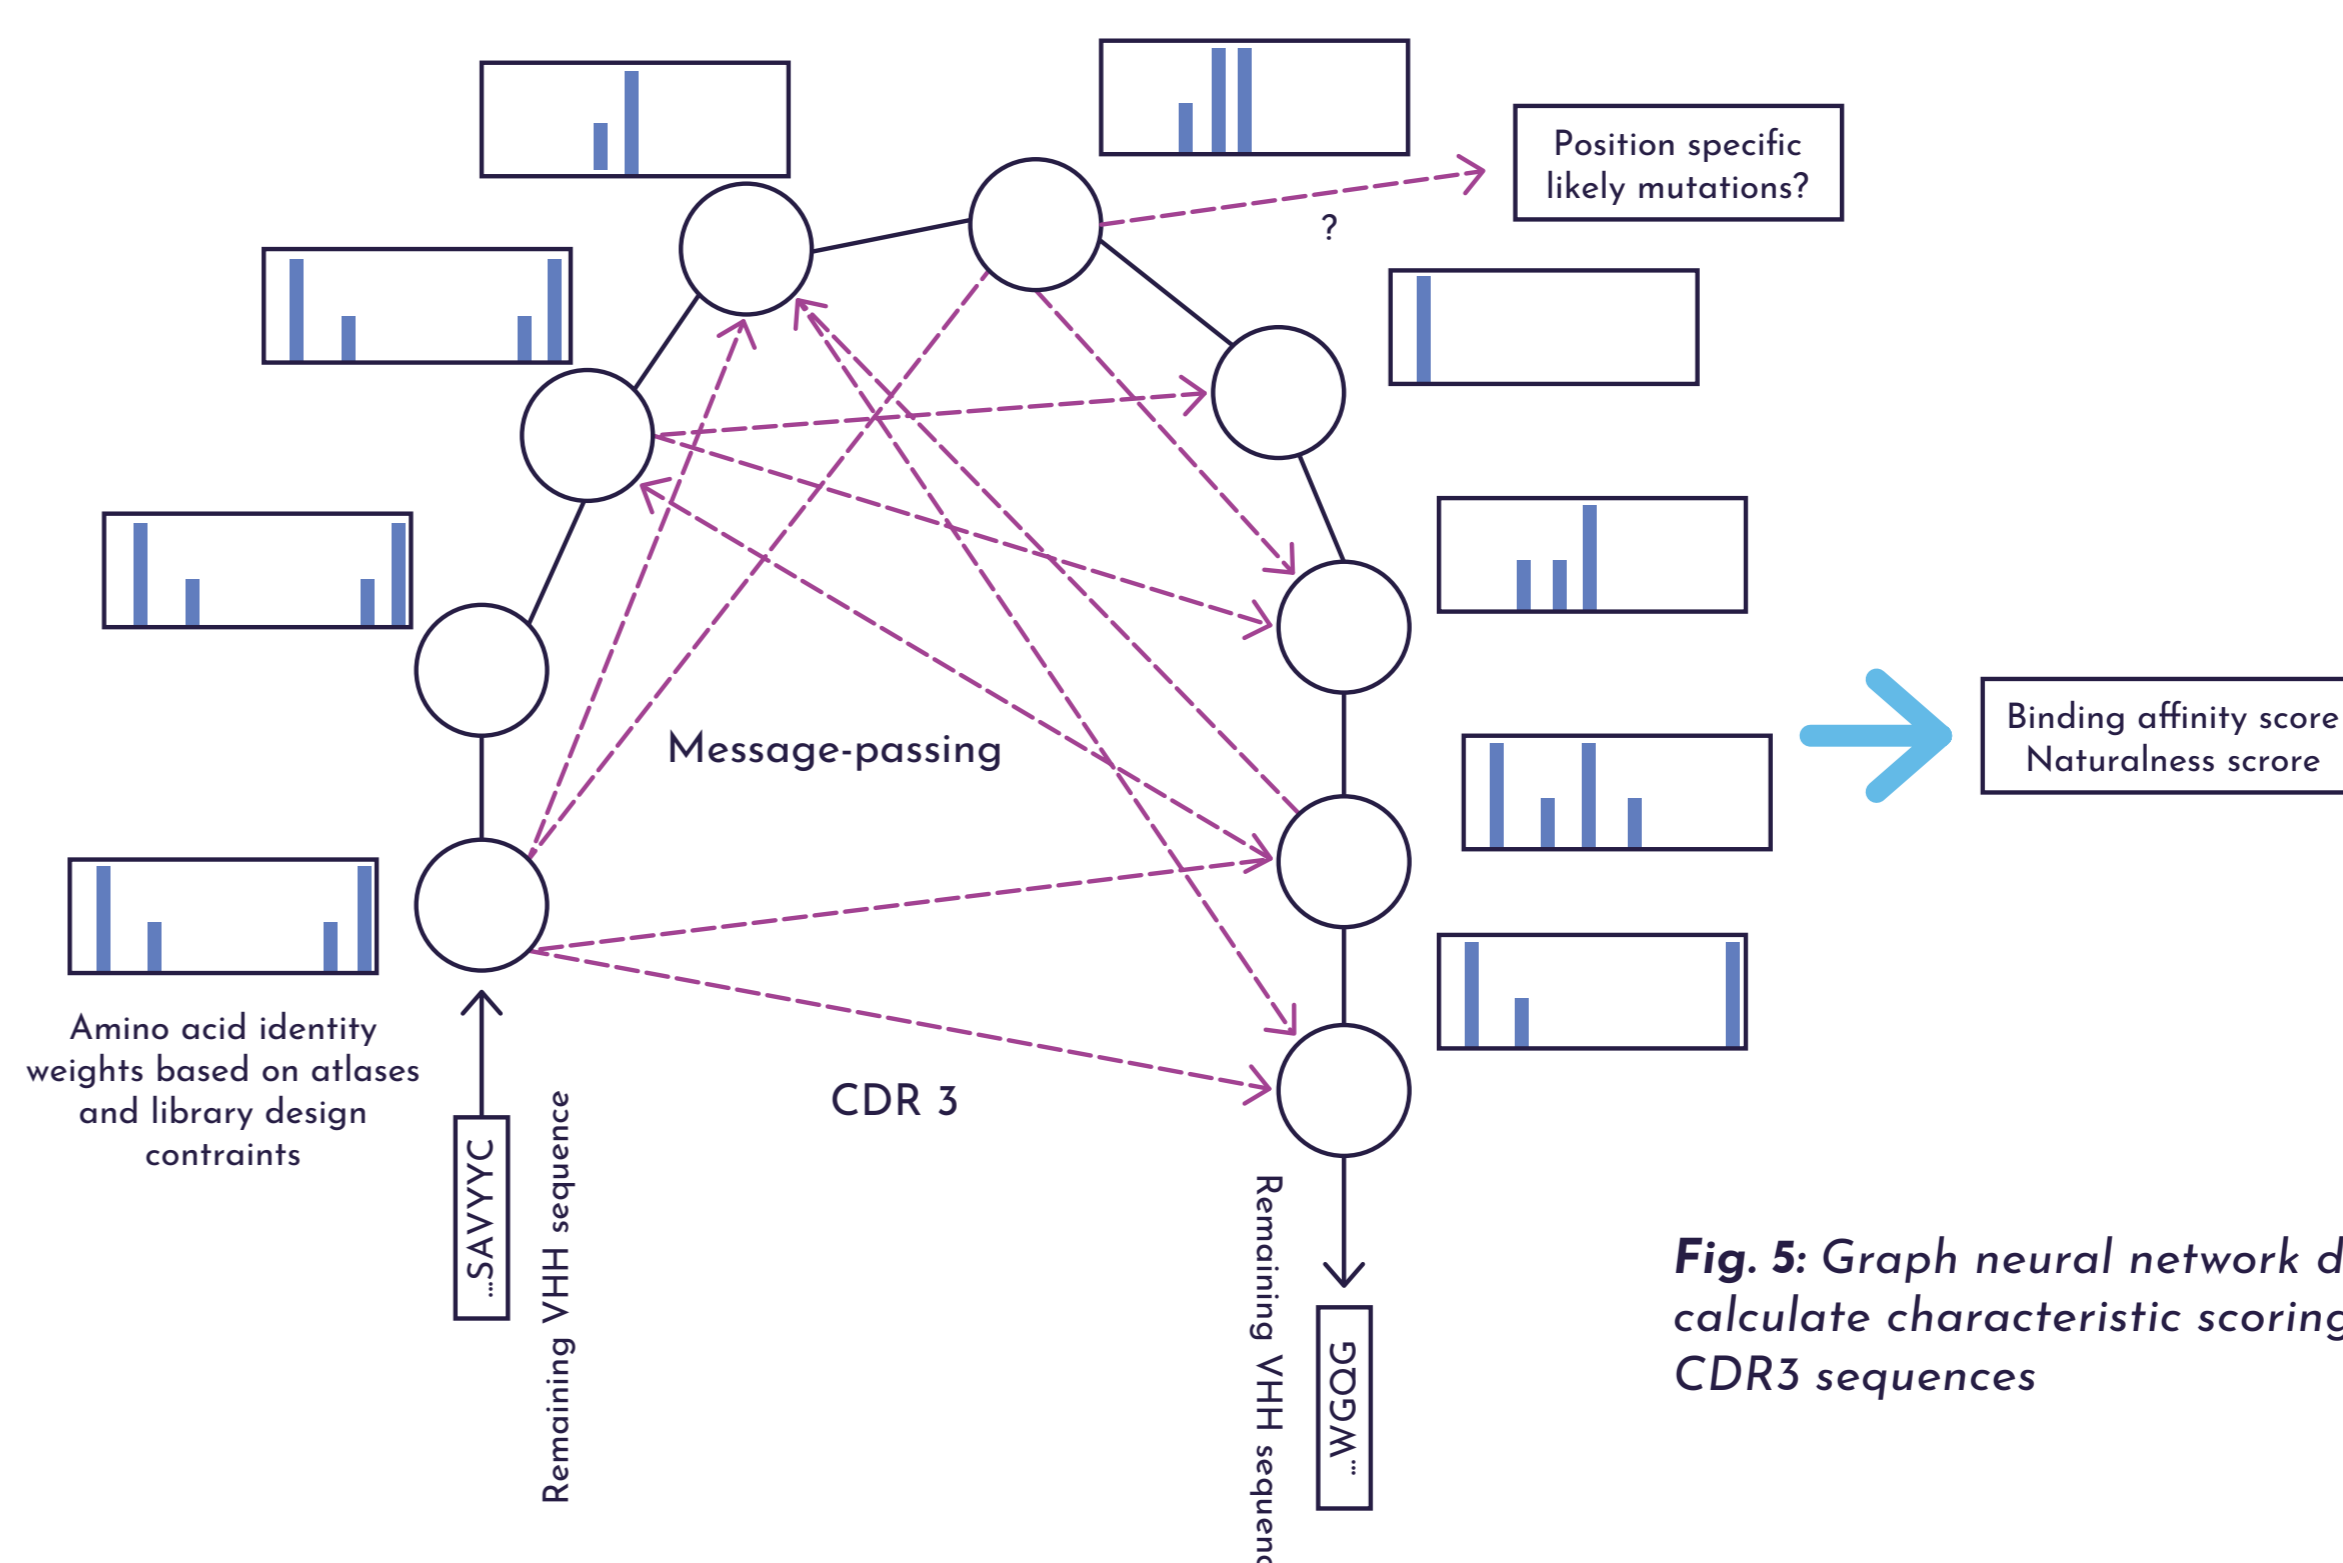 Position specific
likely mutations?
?
Binding affinity score
Naturalness scrore
Message-passing
Amino acid identity
weights based on atlases
and library design
contraints
CDR 3
...SAVYYC
Remaining VHH sequence
Remaining VHH
...WGQG
Fig. 5: Graph neural network
calculate characteristic scoring
CDR3 sequences